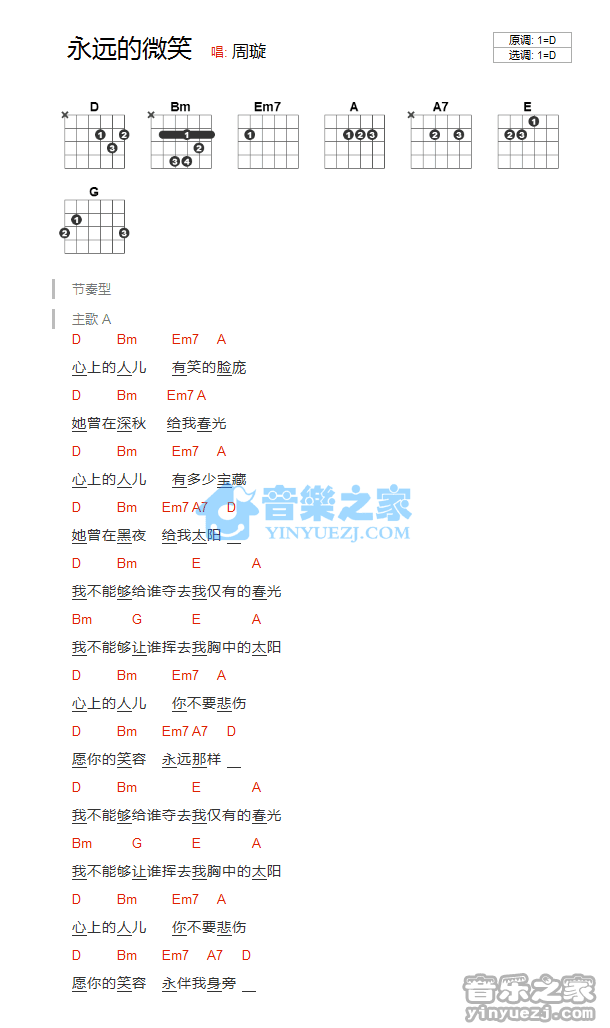 永远的微笑 唱: 周璇
原调: 1=D
选调: 1=D
D Bm Em7 A A7 E
G
节奏型
主歌 A
D Bm Em7 A
心上的人儿 有笑的脸庞
D Bm Em7 A
她曾在深秋 给我春光
D Bm Em7 A
心上的人儿 有多少宝藏
D Bm Em7 A7 D
她曾在黑夜 给我太阳
D Bm E A
我不能够给谁夺去我仅有的春光
Bm G E A
我不能够让谁挥去我胸中的太阳
D Bm Em7 A
心上的人儿 你不要悲伤
D Bm Em7 A7 D
愿你的笑容 永远那样
D Bm E A
我不能够给谁夺去我仅有的春光
Bm G E A
我不能够让谁挥去我胸中的太阳
D Bm Em7 A
心上的人儿 你不要悲伤
D Bm Em7 A7 D
愿你的笑容 永伴我身旁
音樂之家
YINYUEZJ.COM
音乐之家
yinyuezj.com